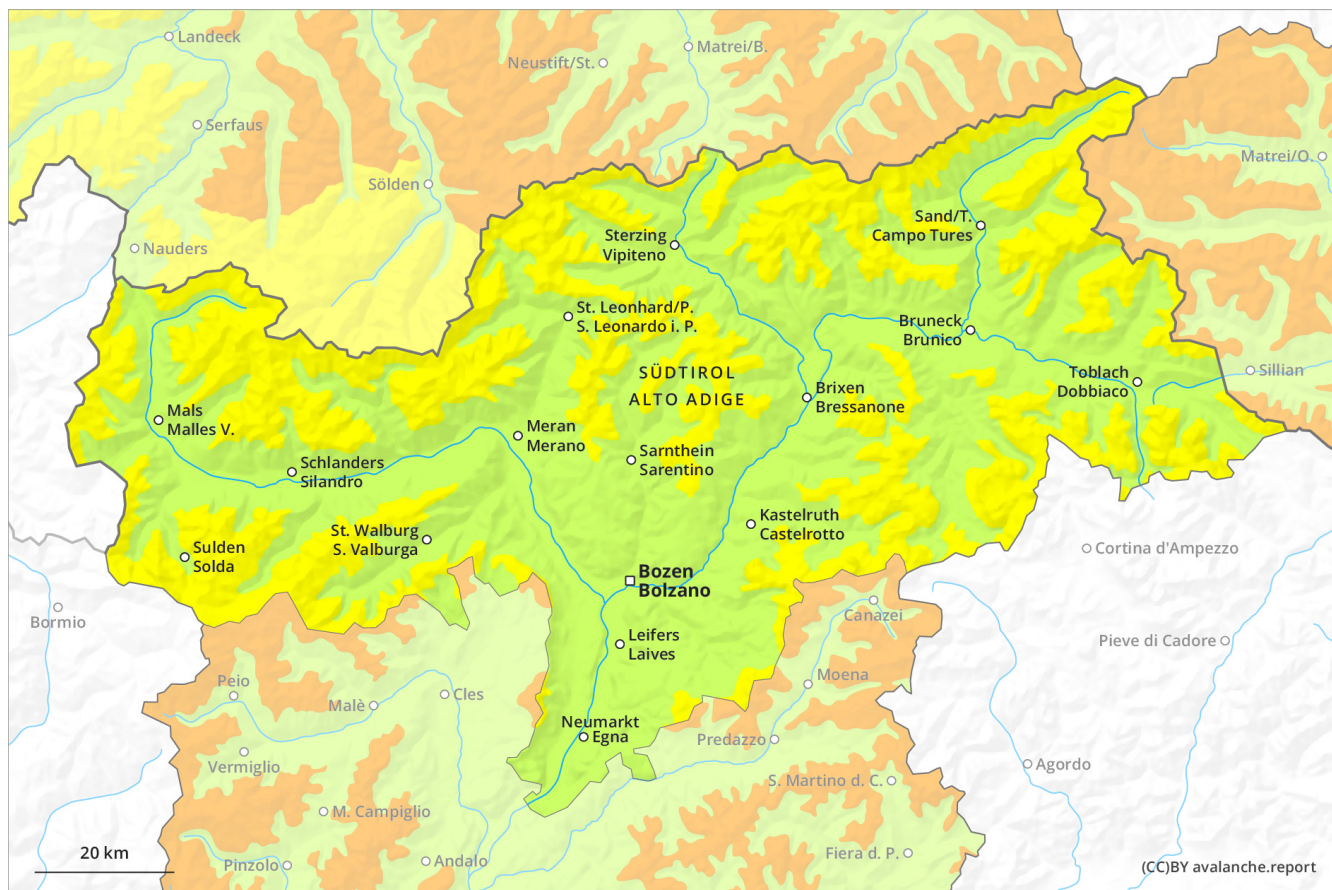 Landeck
Matrei/B.
Neustift/St.
Serfaus
Matrei/O.
Sölden
Sand/T.
Campo Tures
Nauders
Sterzing
Vipiteno
St. Leonhard/P.
S. Leonardo i. P.
Bruneck
Brunico
SÜDTIROL
ALTO ADIGE
Toblach
Dobbiaco
Sillian
Brixen
Bressanone
Mals
Malles V.
Meran
Merano
Sarnthein
Sarentino
Schlanders
Silandro
Kastelruth
Castelrotto
St. Walburg
S. Valburga
Sulden
Solda
Cortina d'Ampezzo
Bozen
Bolzano
Bormio
Canazei
Leifers
Laives
Pieve di Cadore
Peio
Moena
Malè
Cles
Neumarkt
Egna
Predazzo
Vermiglio
Agordo
S. Martino d. C.
M. Campiglio
20 km
Pinzolo
Andalo
Fiera d. P.
(CC)BY avalanche.report